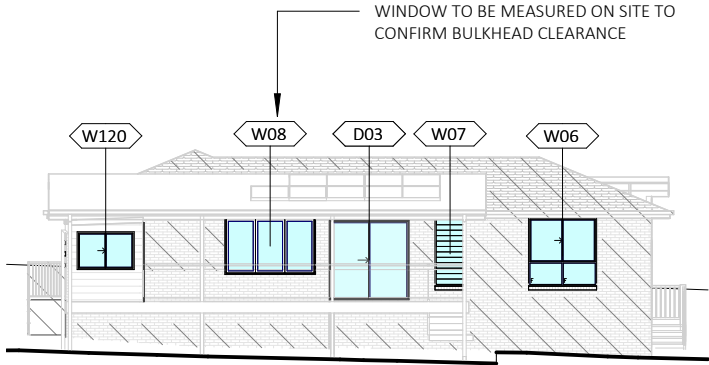 WINDOW TO BE MEASURED ON SITE TO
CONFIRM BULKHEAD CLEARANCE
W120
W08
D03
W07
W06